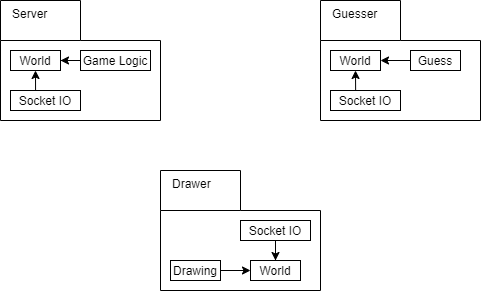 Server
World
Game Logic
Socket IO
Guesser
World
Guess
Socket IO
Drawer
Socket IO
Drawing
World